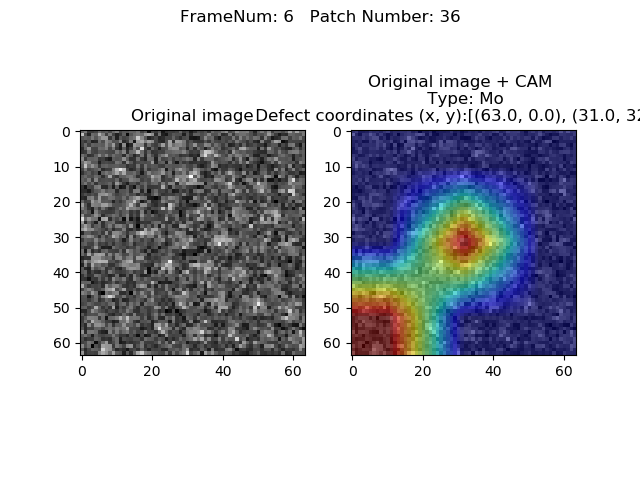 FrameNum: 6   Patch Number: 36
Original image + CAM
Type: Mo
Original image
Defect coordinates (x, y):[(63.0, 0.0), (31.0, 32
0
10
20
30
40
50
60
0 20 40 60
0
10
20
30
40
50
60
0 20 40 60